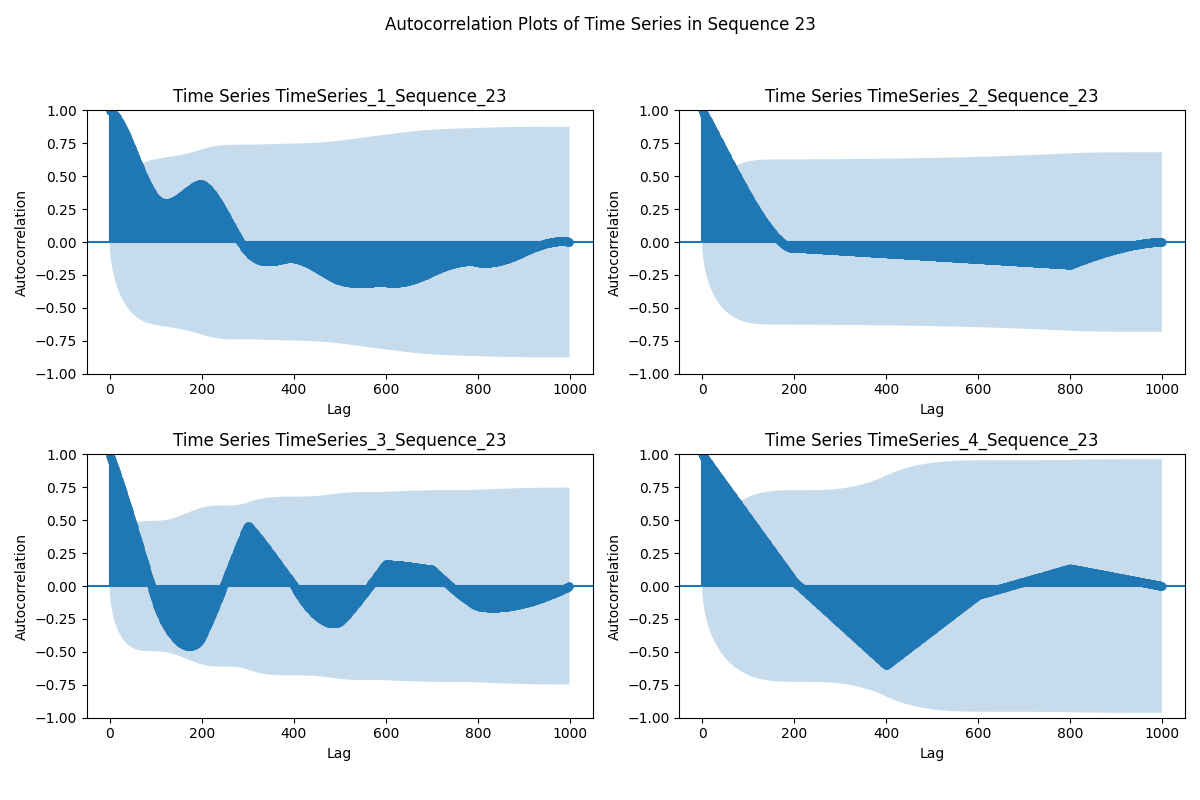 Autocorrelation Plots of Time Series in Sequence 23
Time Series TimeSeries_1_Sequence_23
1.00
0.75
0.50
0.25
0.00
−0.25
−0.50
−0.75
−1.00
Autocorrelation
0 200 400 600 800 1000
Lag
Time Series TimeSeries_2_Sequence_23
1.00
0.75
0.50
0.25
0.00
−0.25
−0.50
−0.75
−1.00
Autocorrelation
0 200 400 600 800 1000
Lag
Time Series TimeSeries_3_Sequence_23
1.00
0.75
0.50
0.25
0.00
−0.25
−0.50
−0.75
−1.00
Autocorrelation
0 200 400 600 800 1000
Lag
Time Series TimeSeries_4_Sequence_23
1.00
0.75
0.50
0.25
0.00
−0.25
−0.50
−0.75
−1.00
Autocorrelation
0 200 400 600 800 1000
Lag